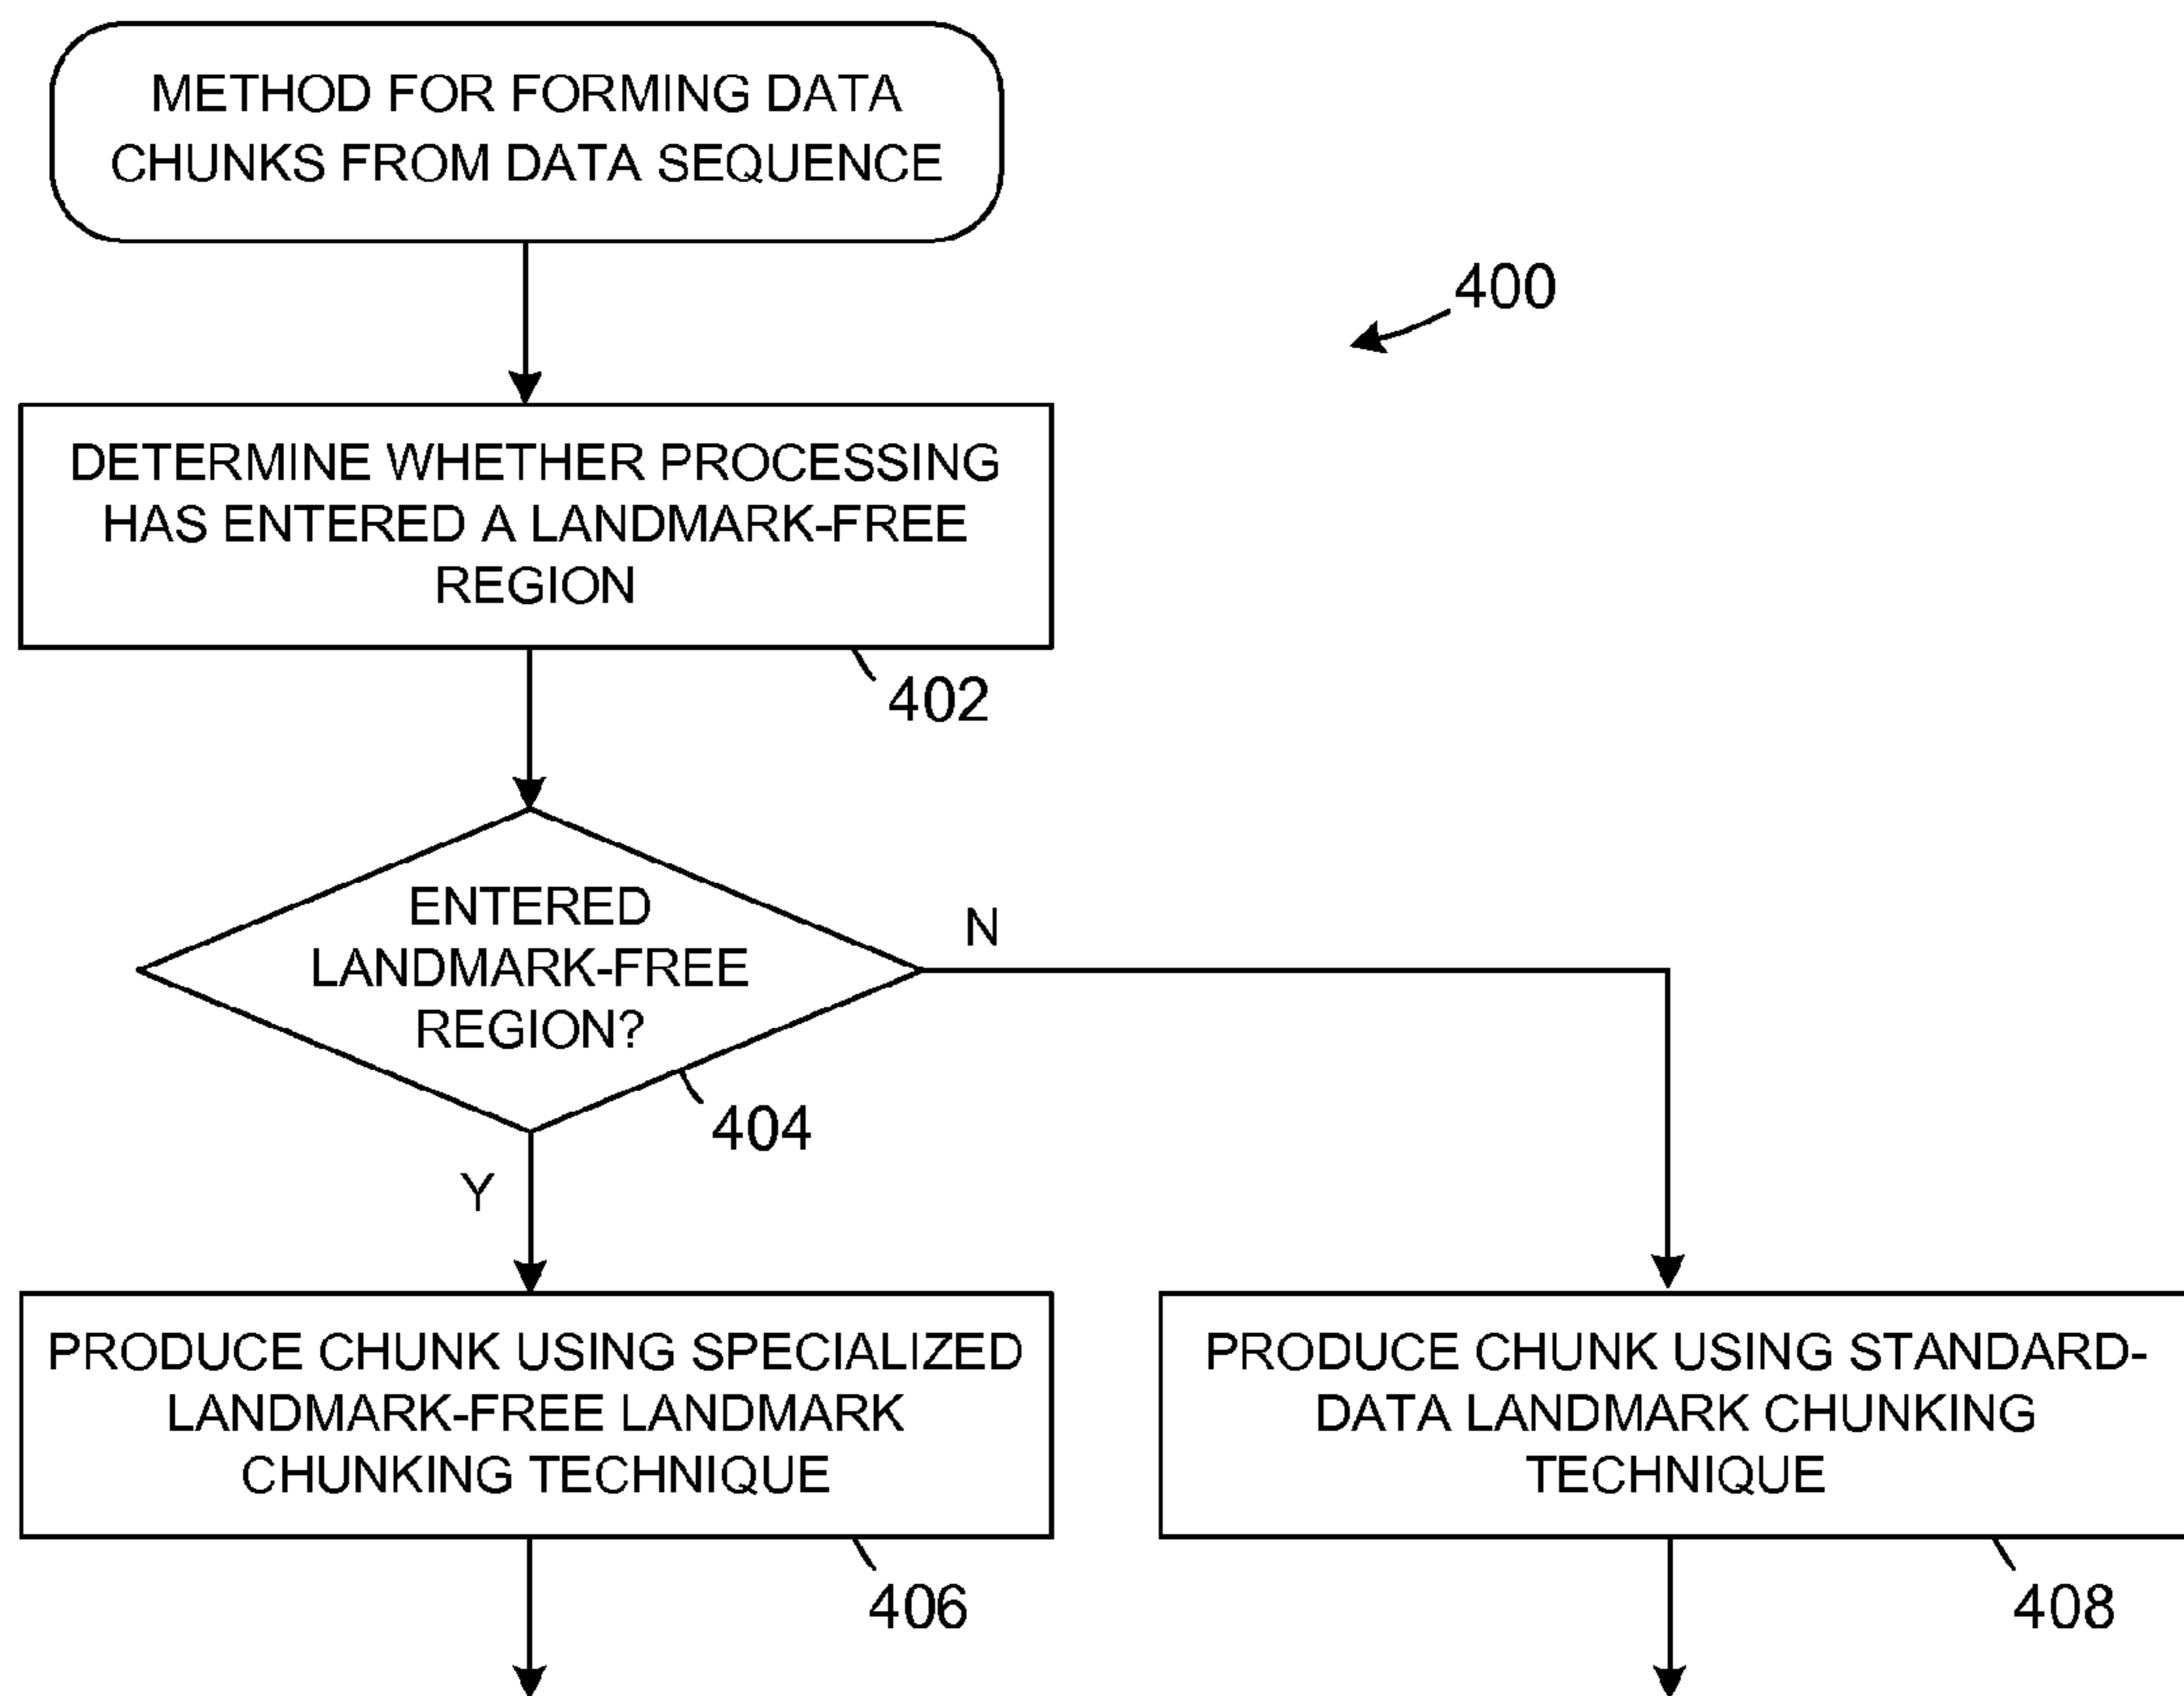 METHOD FOR FORMING DATA
CHUNKS FROM DATA SEQUENCE
400
DETERMINE WHETHER PROCESSING
HAS ENTERED A LANDMARK-FREE
REGION
402
ENTERED
LANDMARK-FREE
REGION?
N
404
Y
PRODUCE CHUNK USING SPECIALIZED
LANDMARK-FREE LANDMARK
CHUNKING TECHNIQUE
406
PRODUCE CHUNK USING STANDARD-
DATA LANDMARK CHUNKING
TECHNIQUE
408